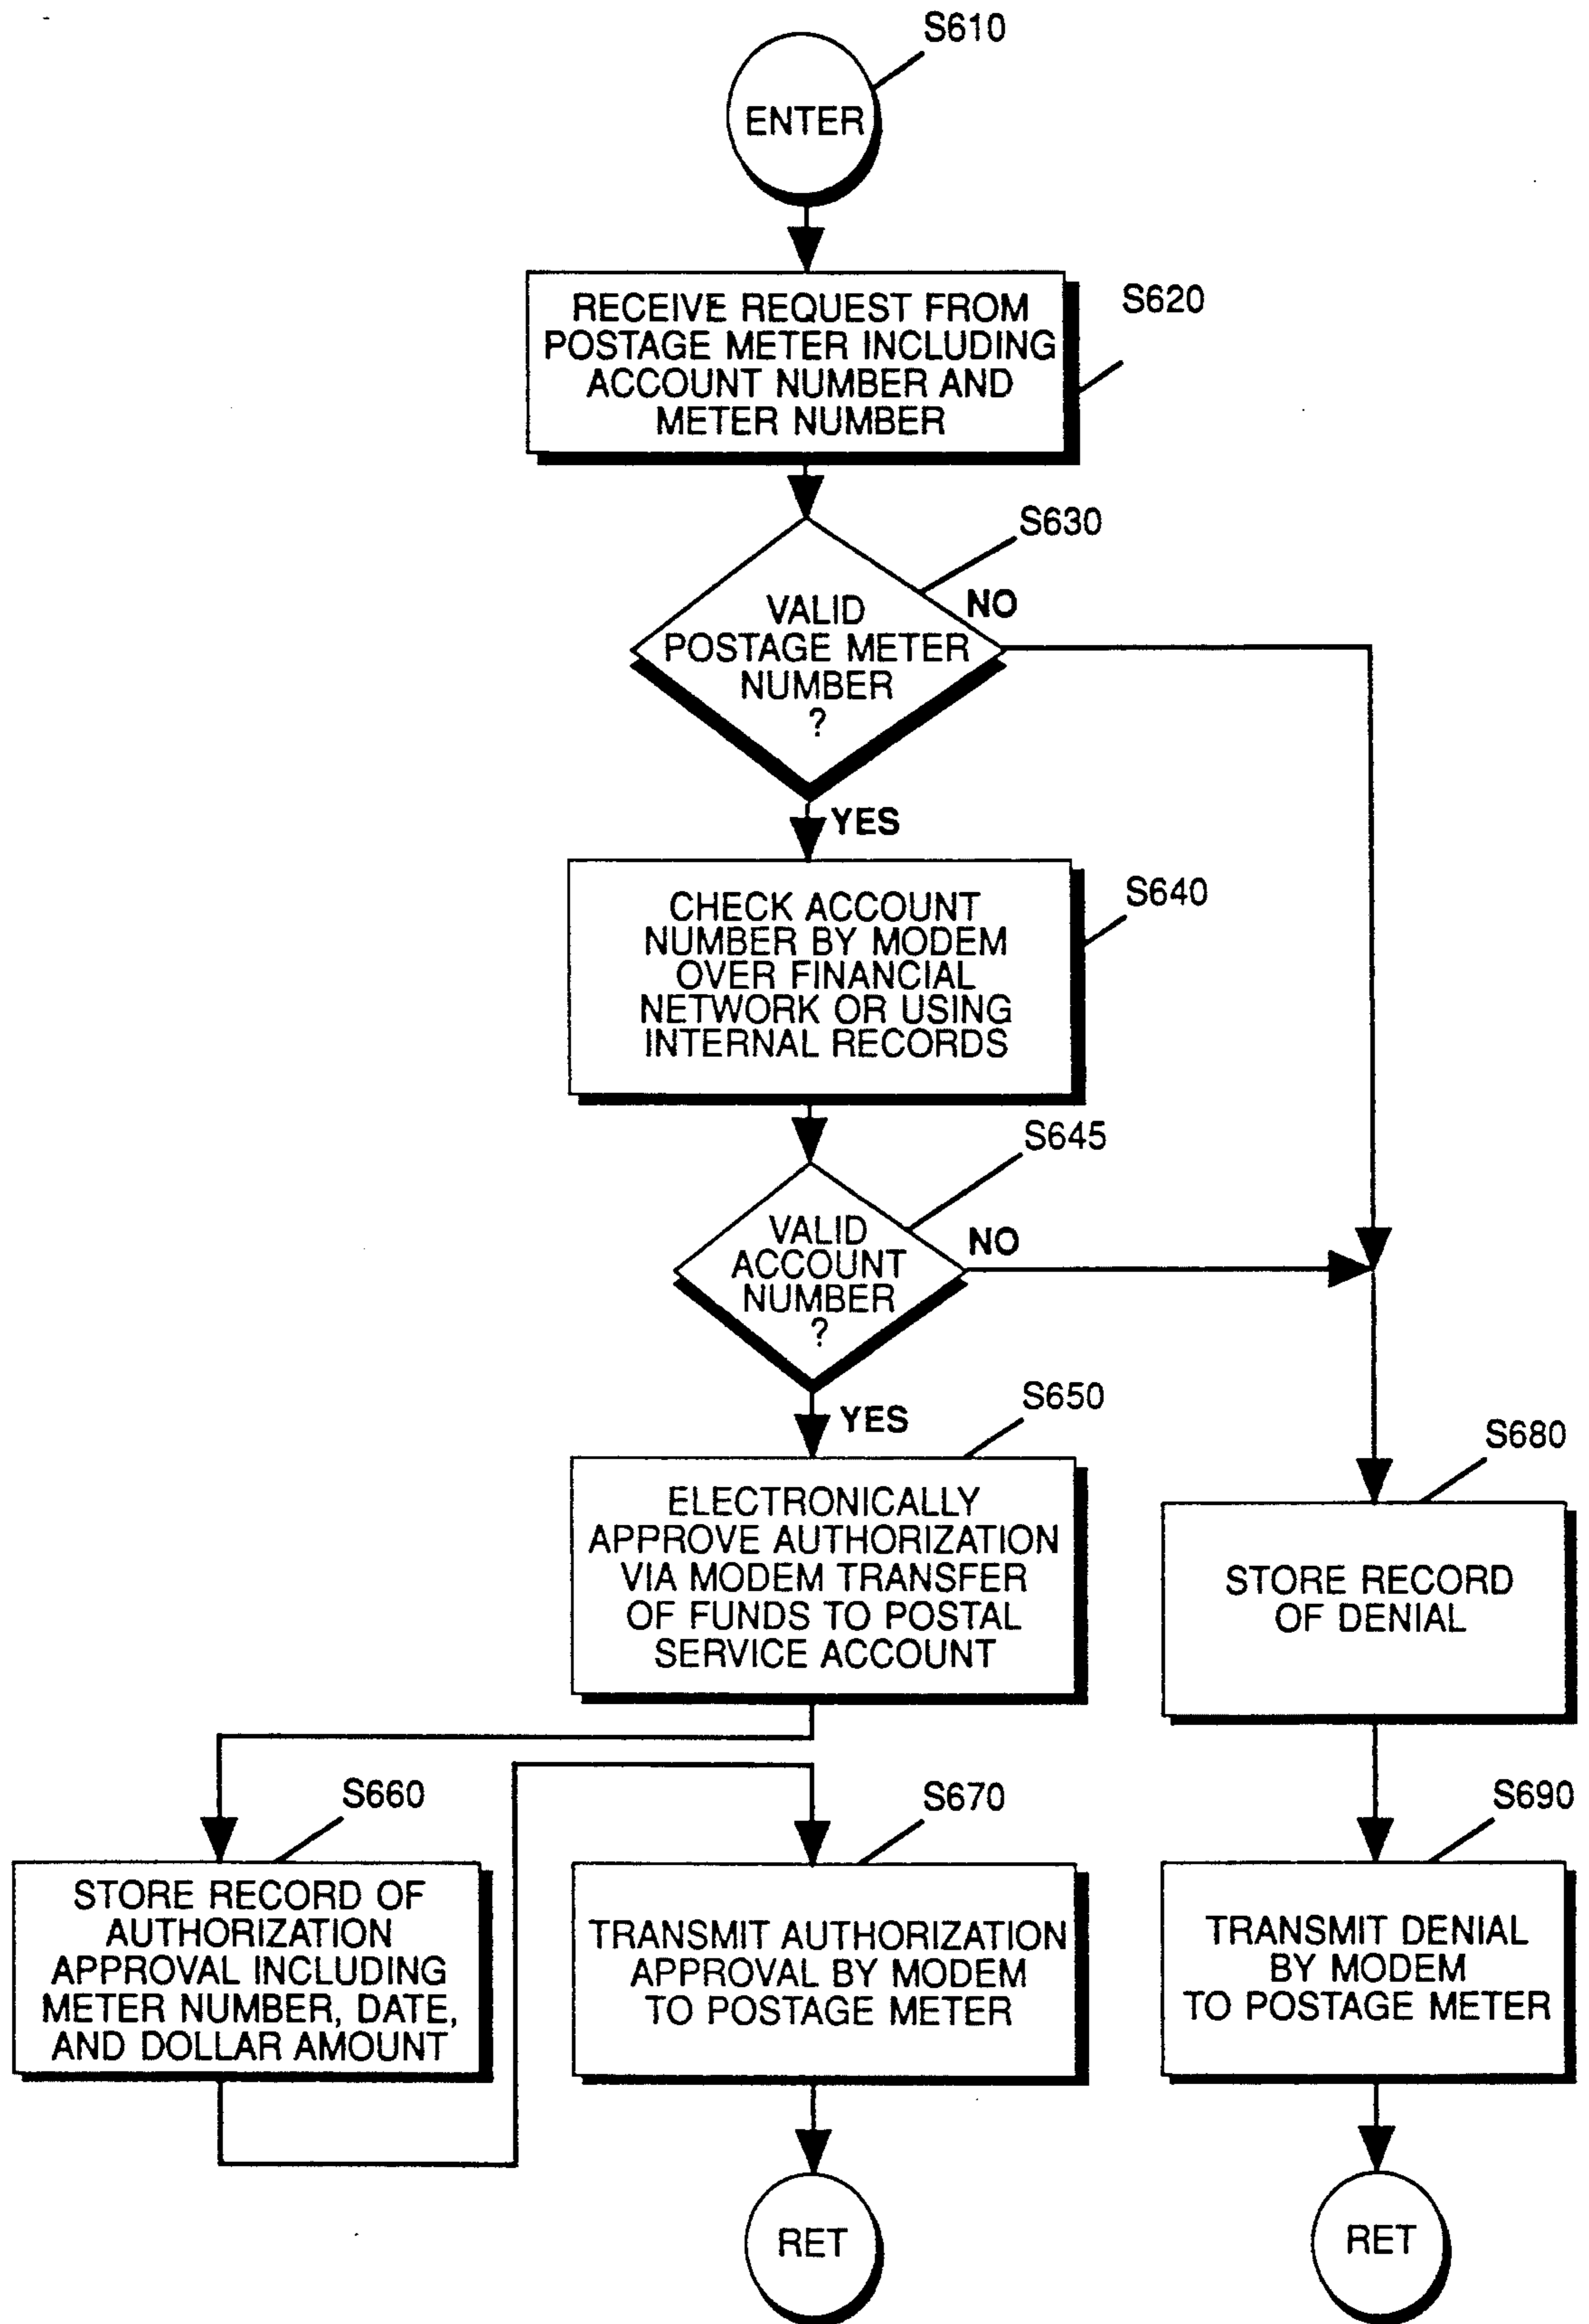 S610
ENTER
S620
RECEIVE REQUEST FROM
POSTAGE METER INCLUDING
ACCOUNT NUMBER AND
METER NUMBER
S630
NO
VALID
POSTAGE METER
NUMBER
?
YES
S640
CHECK ACCOUNT
NUMBER BY MODEM
OVER FINANCIAL
NETWORK OR USING
INTERNAL RECORDS
S645
NO
VALID
ACCOUNT
NUMBER
?
YES
S650
ELECTRONICALLY
APPROVE AUTHORIZATION
VIA MODEM TRANSFER
OF FUNDS TO POSTAL
SERVICE ACCOUNT
S680
STORE RECORD
OF DENIAL
S660
STORE RECORD OF
AUTHORIZATION
APPROVAL INCLUDING
METER NUMBER, DATE,
AND DOLLAR AMOUNT
S670
TRANSMIT AUTHORIZATION
APPROVAL BY MODEM
TO POSTAGE METER
S690
TRANSMIT DENIAL
BY MODEM
TO POSTAGE METER
RET
RET